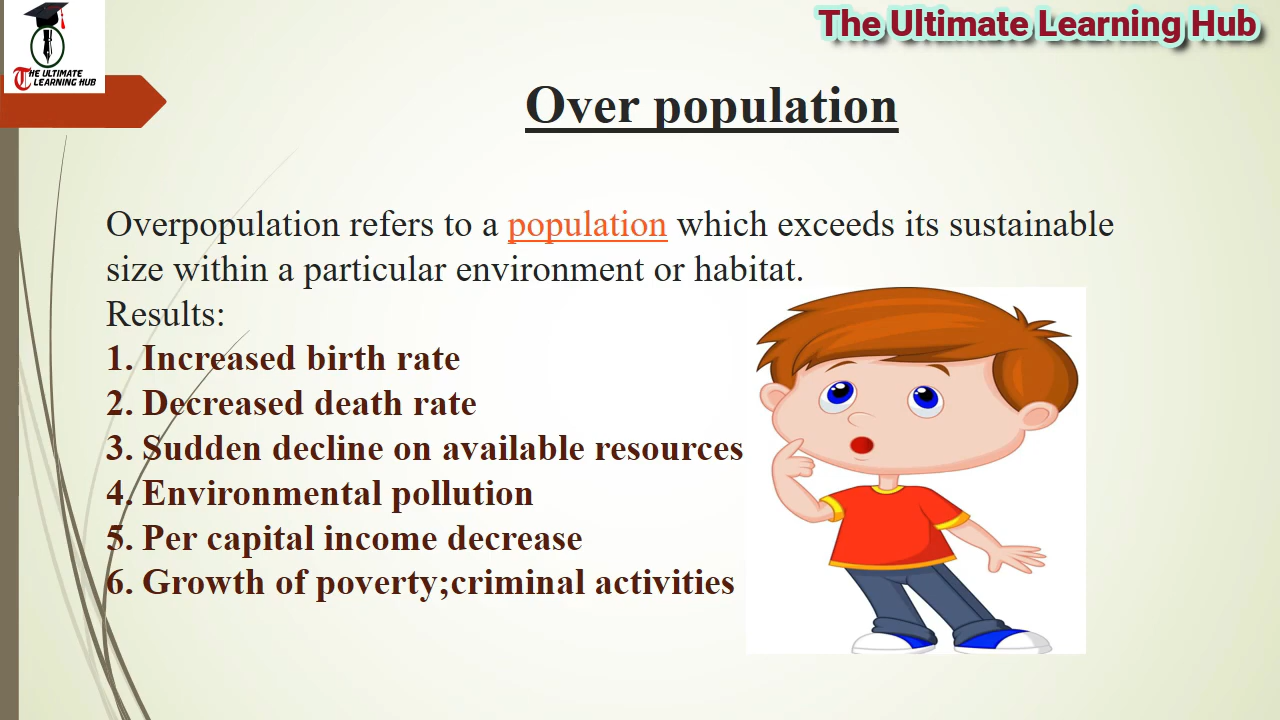 The Ultimate Learning Hub
THE ULTIMATE
LEARNING HUB
Over population
Overpopulation refers to a population which exceeds its sustainable
size within a particular environment or habitat.
Results:
1. Increased birth rate
2. Decreased death rate
3. Sudden decline on available resources
4. Environmental pollution
5. Per capital income decrease
6. Growth of poverty;criminal activities